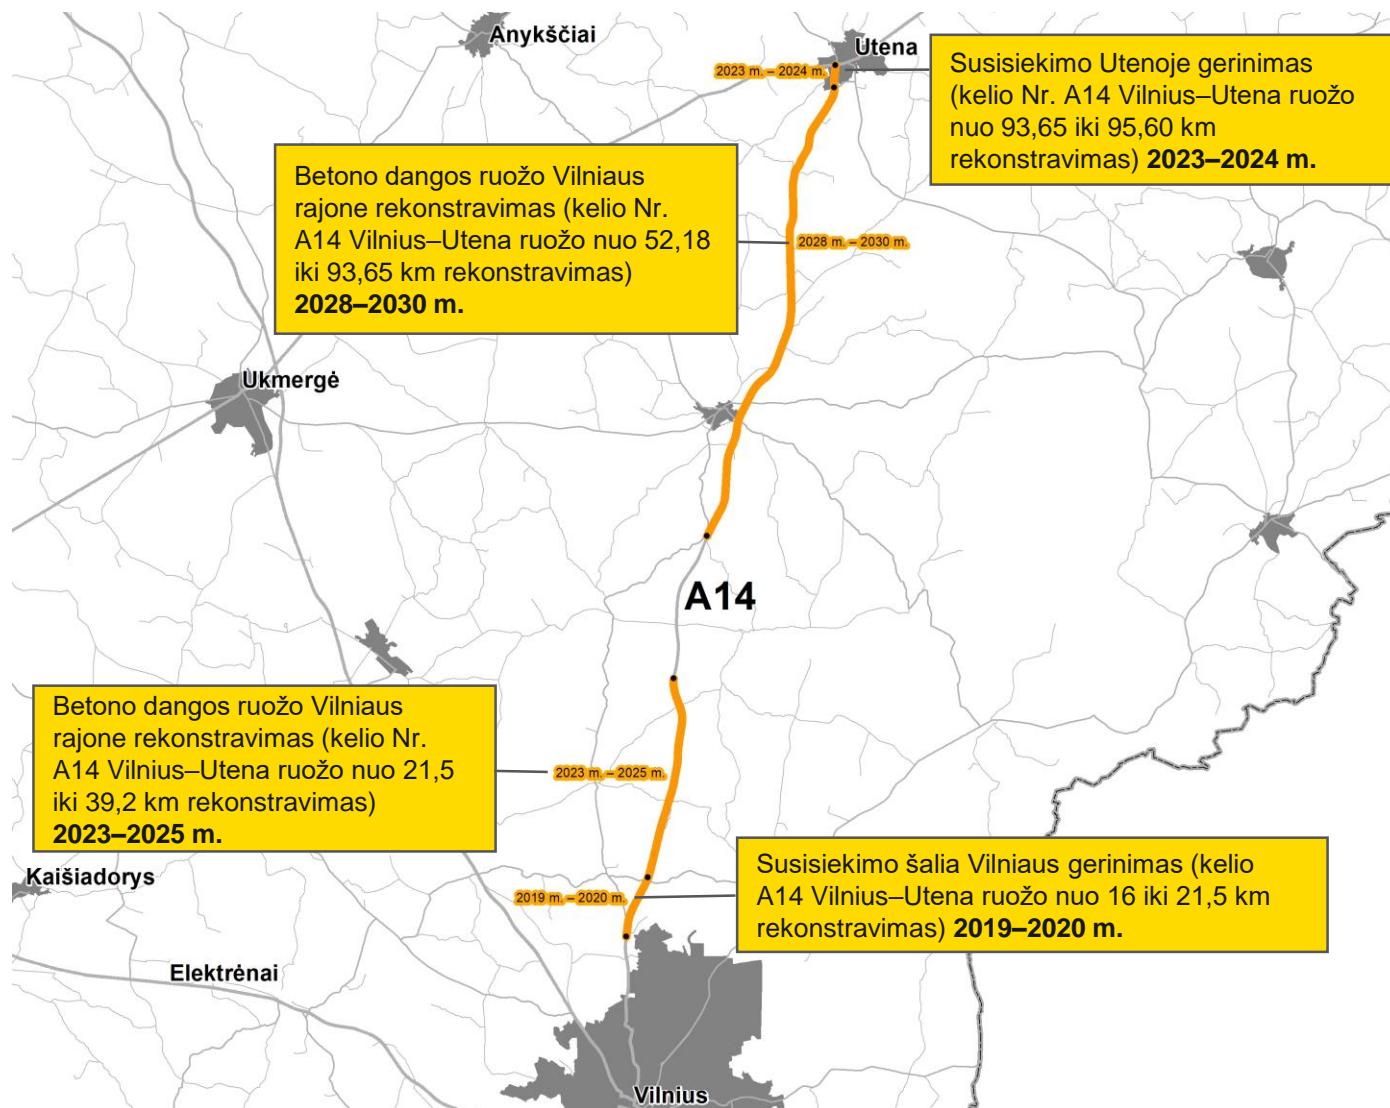 Anykščiai
Utena
2023 m. – 2024 m.
Susisiekimo Utenoje gerinimas
(kelio Nr. A14 Vilnius–Utena ruožo
nuo 93,65 iki 95,60 km
rekonstravimas) 2023–2024 m.
Betono dangos ruožo Vilniaus
rajone rekonstravimas (kelio Nr.
A14 Vilnius–Utena ruožo nuo 52,18
iki 93,65 km rekonstravimas)
2028–2030 m.
2028 m. – 2030 m.
Ukmergė
A14
Betono dangos ruožo Vilniaus
rajone rekonstravimas (kelio Nr.
A14 Vilnius–Utena ruožo nuo 21,5
iki 39,2 km rekonstravimas)
2023–2025 m.
2023 m. – 2025 m.
Kaišiadorys
2019 m. – 2020 m.
Susisiekimo šalia Vilniaus gerinimas (kelio
A14 Vilnius–Utena ruožo nuo 16 iki 21,5 km
rekonstravimas) 2019–2020 m.
Elektrėnai
Vilnius